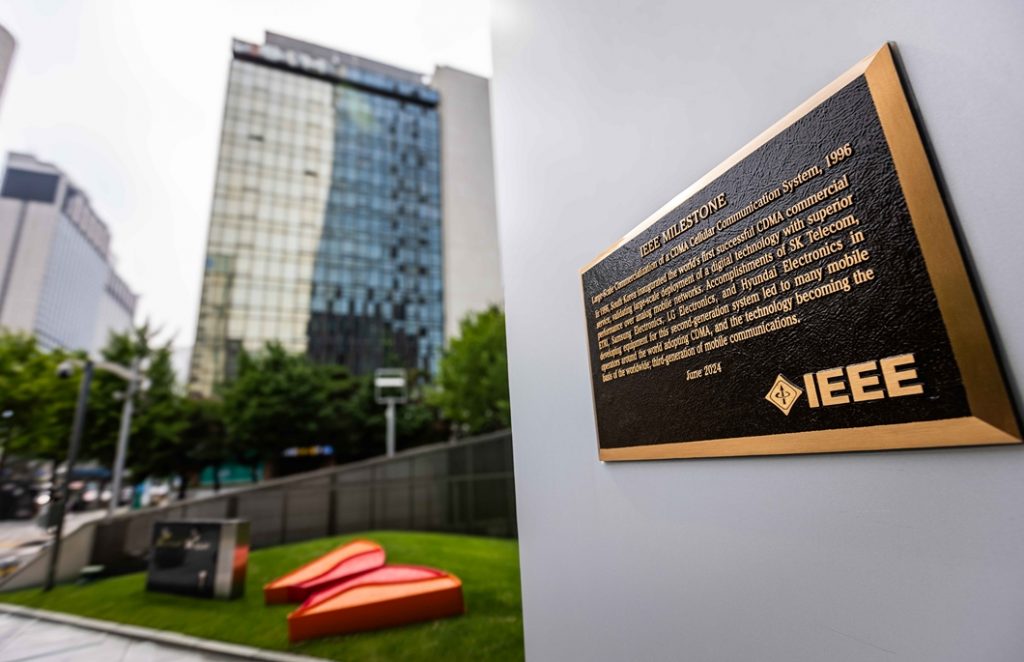 IEEE MILESTONE
Large-Scale Commercialization of a CDMA Cellular Communication System, 1996
In 1996, South Korea inaugurated the world's first successful CDMA commercial
service, validating large-scale deployment of a digital technology with superior
performance over analog mobile networks. Accomplishments of SK Telecom,
ETRI, Samsung Electronics, LG Electronics, and Hyundai Electronics in
developing equipment for this second-generation system led to many mobile
operators around the world adopting CDMA, and the technology becoming the
basis of the worldwide, third-generation of mobile communications.
June 2024
IEEE